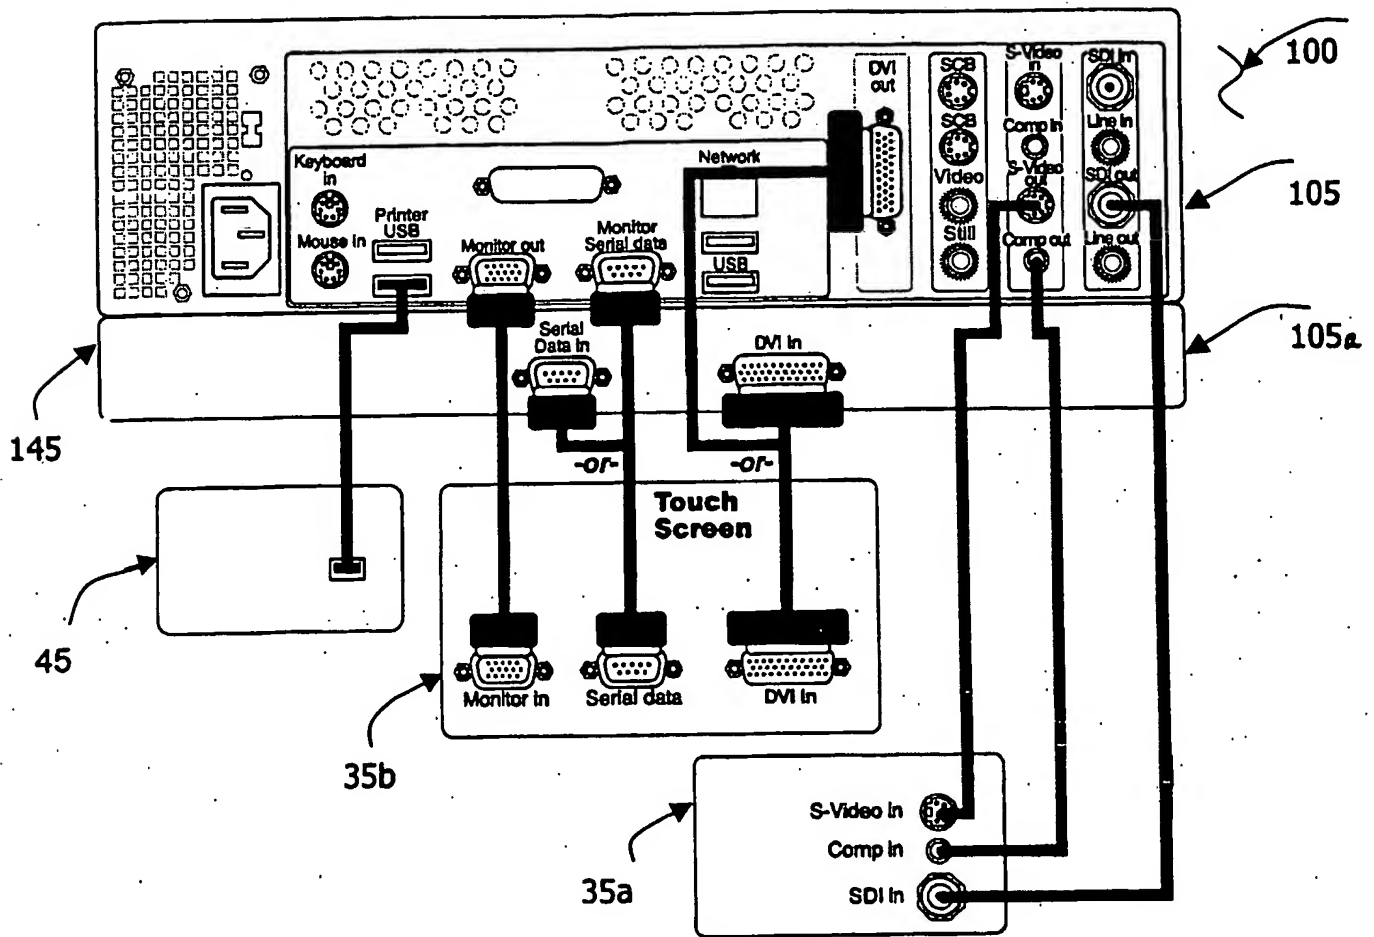 100
DVI
out
SCB
S-Video
in
SDI In
SCB
Comp in
Line In
Keyboard
in
Network
Video
S-Video
out
SDI out
105
Printer
USB
Mouse in
Monitor out
Monitor
Serial data
USB
Still
Comp out
Line out
Serial
Data in
DVI In
105a
145
-or-
-or-
Touch
Screen
45
Monitor in
Serial data
DVI In
35b
S-Video In
Comp In
35a
SDI In